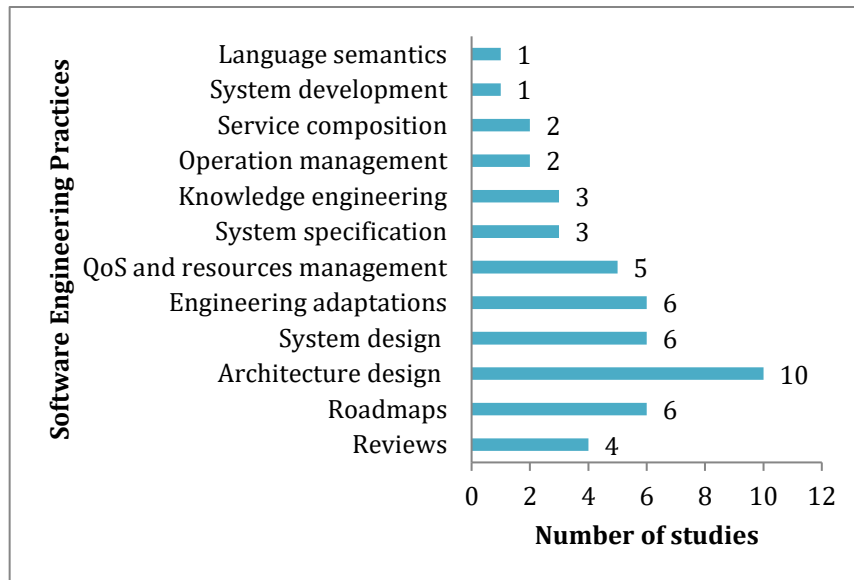 Software Engineering Practices
Language semantics 1
System development 1
Service composition 2
Operation management 2
Knowledge engineering 3
System specification 3
QoS and resources management 5
Engineering adaptations 6
System design 6
Architecture design 10
Roadmaps 6
Reviews 4
0 2 4 6 8 10 12
Number of studies